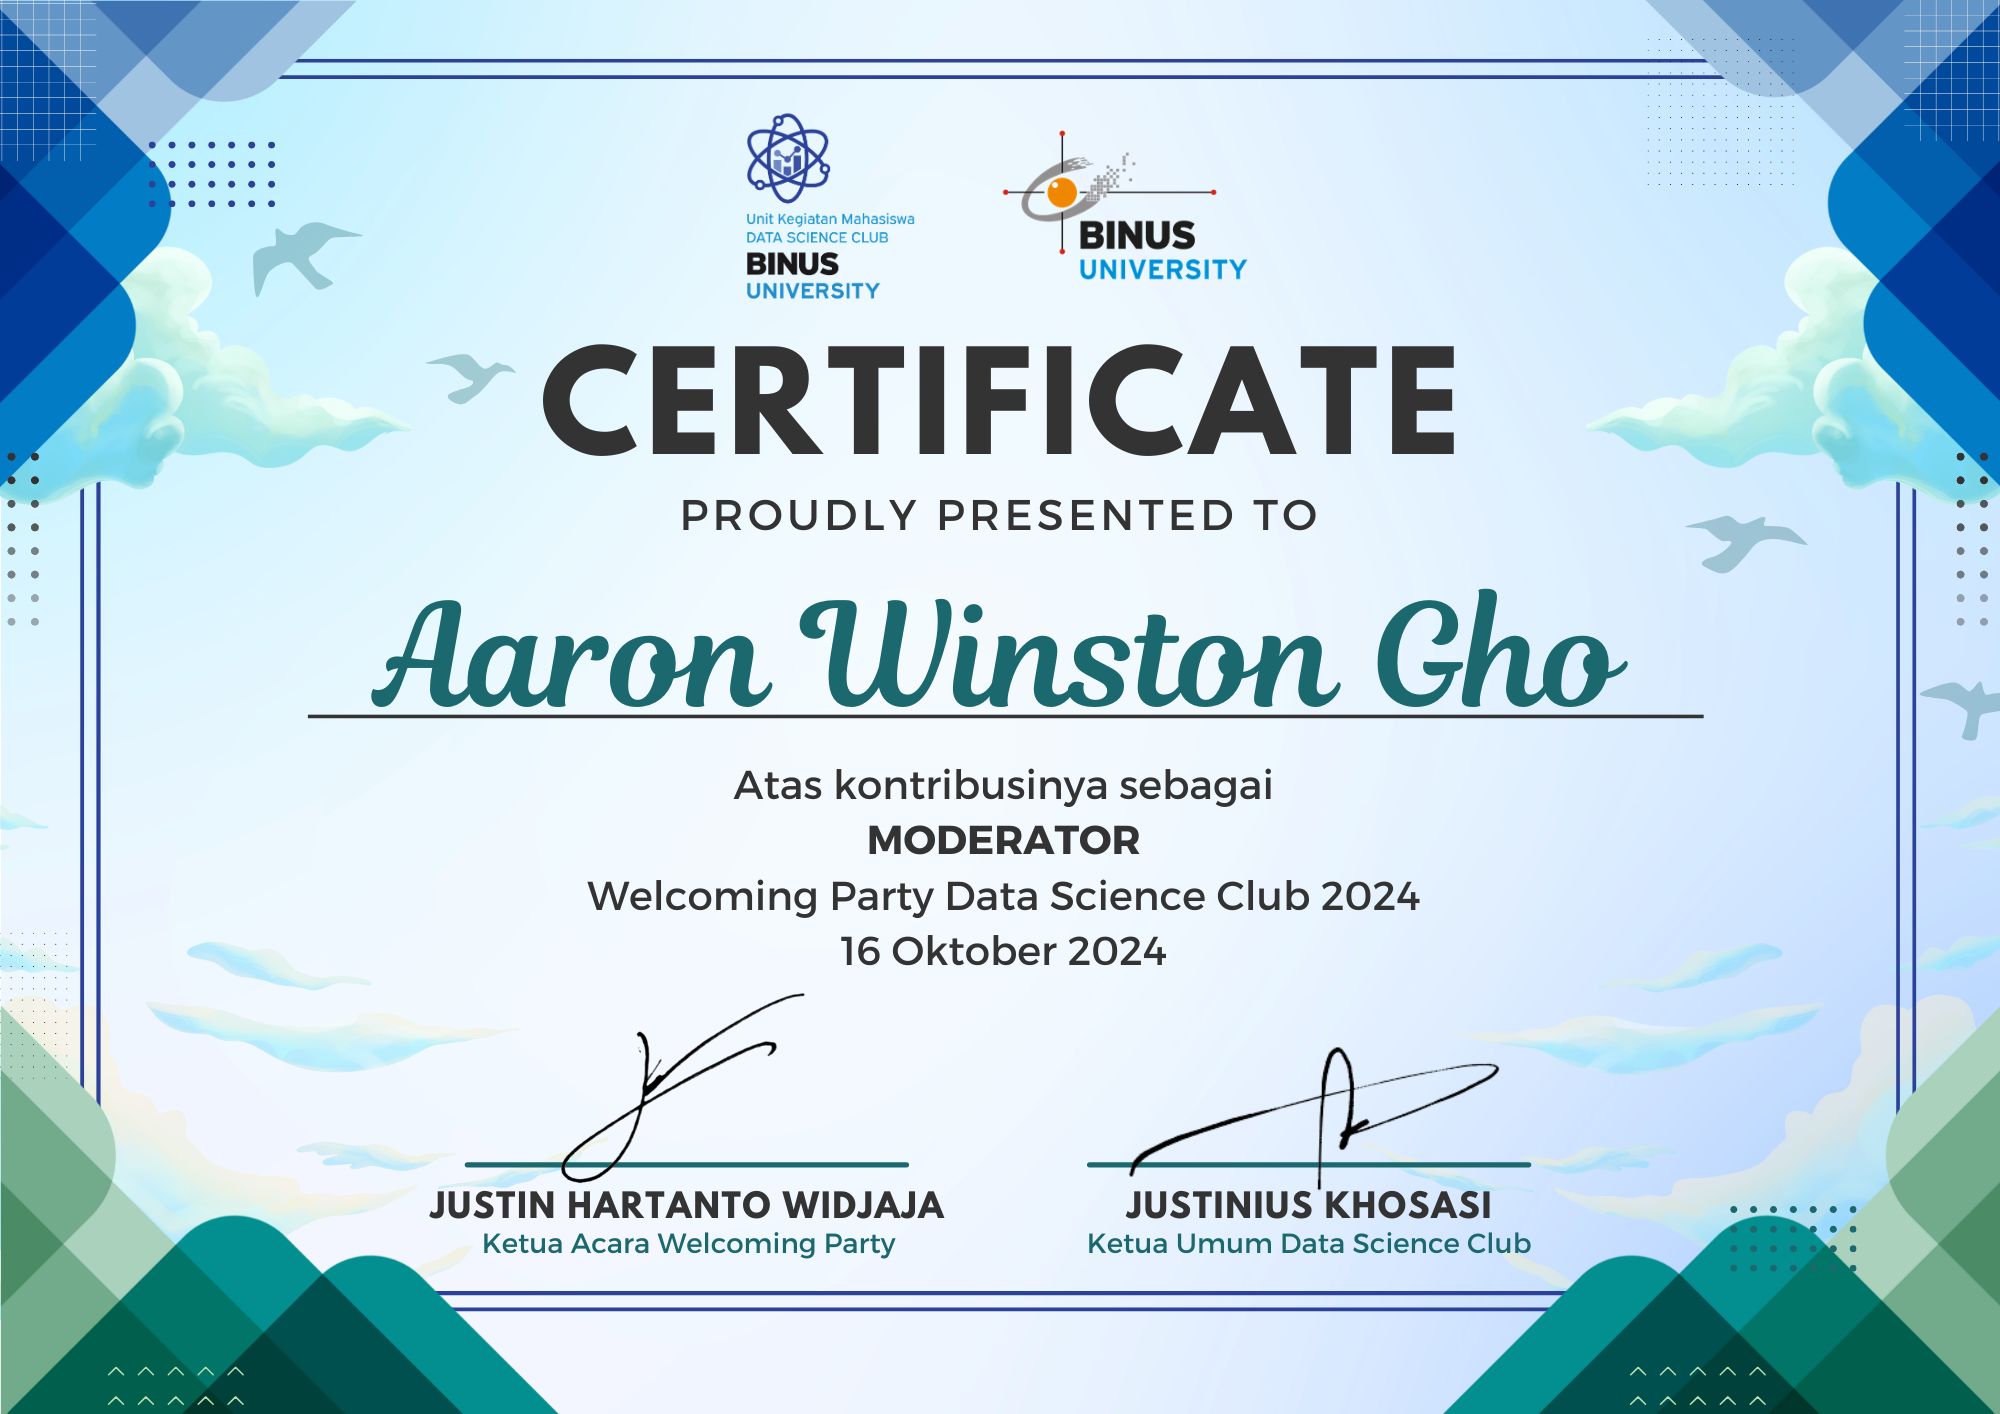 Unit Kegiatan Mahasiswa
DATA SCIENCE CLUB
BINUS
UNIVERSITY
BINUS
UNIVERSITY
CERTIFICATE
PROUDLY PRESENTED TO
Aaron Winston Gho
Atas kontribusinya sebagai
MODERATOR
Welcoming Party Data Science Club 2024
16 Oktober 2024
JUSTIN HARTANTO WIDJAJA
Ketua Acara Welcoming Party
JUSTINIUS KHOSASI
Ketua Umum Data Science Club